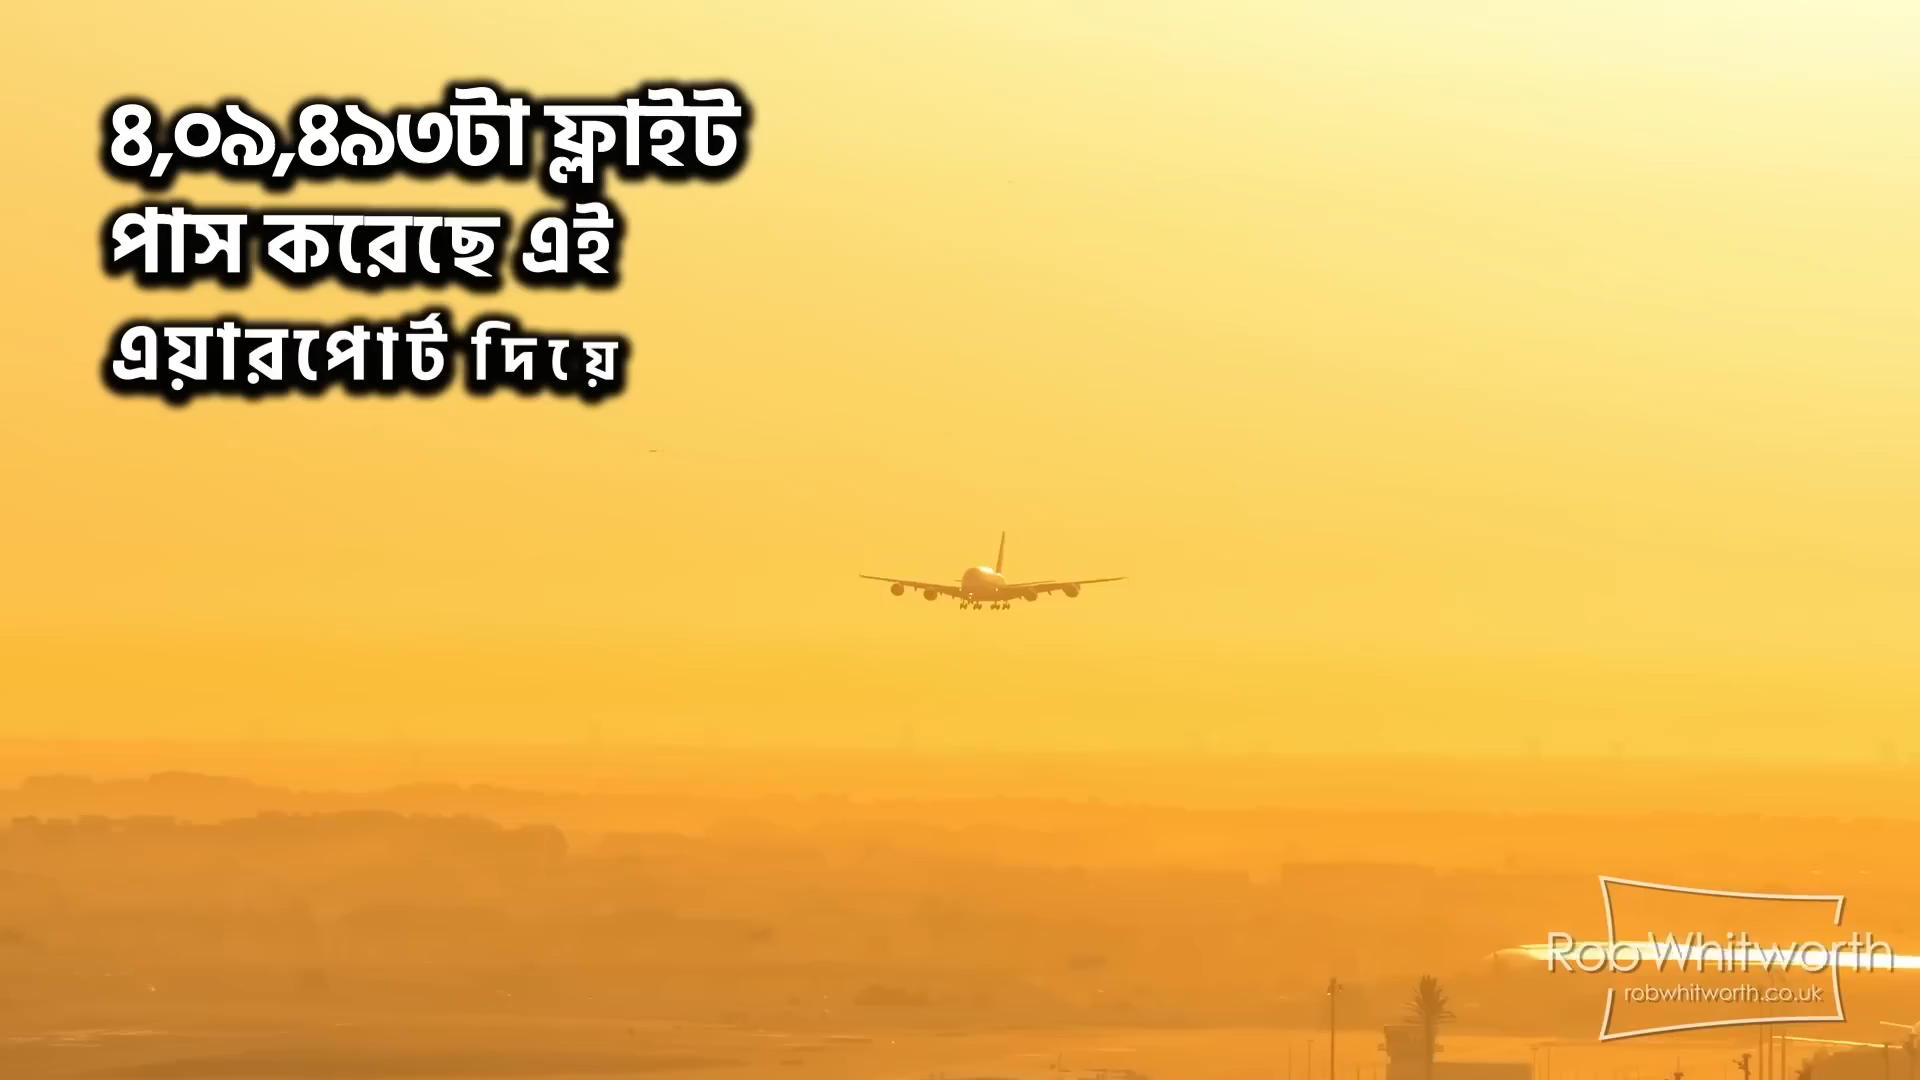 ৪,০৯,৪৯৩টা ফ্লাইট
পাস করেছে এই
এয়ারপোর্ট দিয়ে
Rob Whitworth
robwhitworth.co.uk